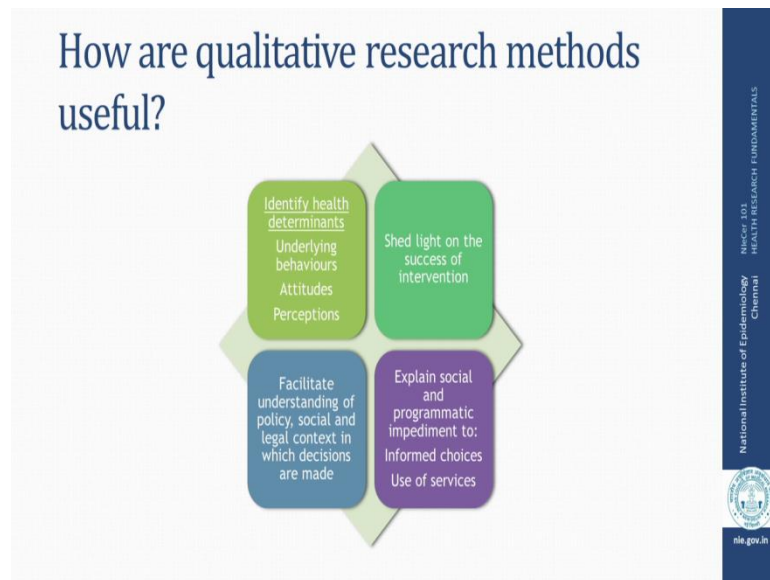 How are qualitative research methods
useful?
Identify health
determinants
Underlying
behaviours
Attitudes
Perceptions
Shed light on the
success of
intervention
Facilitate
understanding of
policy, social and
legal context in
which decisions
are made
Explain social
and
programmatic
impediment to:
Informed choices
Use of services
NIeCer 101
HEALTH RESEARCH FUNDAMENTALS
National Institute of Epidemiology
Chennai
nie.gov.in